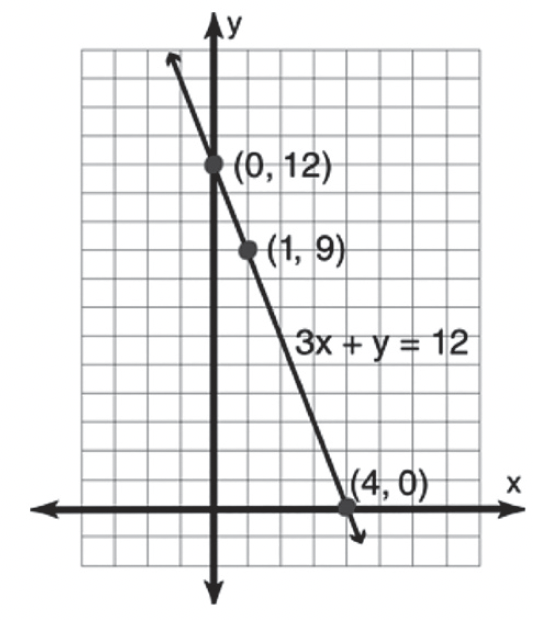 y
(0, 12)
(1, 9)
3x + y = 12
(4, 0)
x